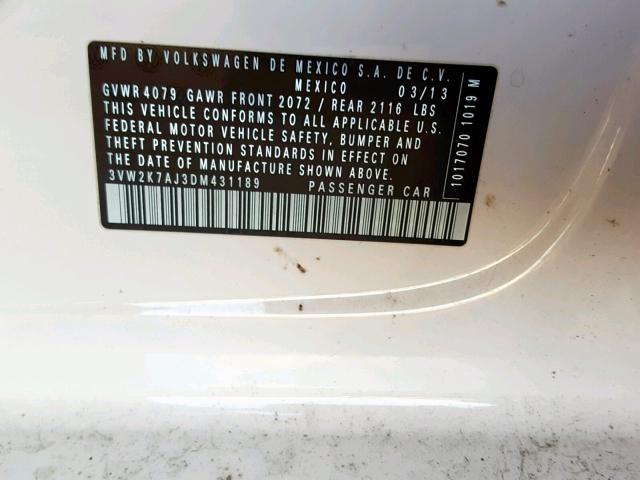 MFD BY VOLKSWAGEN DE MEXICO S.A. DE C.V.
MEXICO 03/13
GVWR 4079 GAWR FRONT 2072 / REAR 2116 LBS
THIS VEHICLE CONFORMS TO ALL APPLICABLE U.S.
FEDERAL MOTOR VEHICLE SAFETY, BUMPER AND
THEFT PREVENTION STANDARDS IN EFFECT ON
THE DATE OF MANUFACTURE SHOWN ABOVE.
3VW2K7AJ3DM431189 PASSENGER CAR
1017070 1019 M